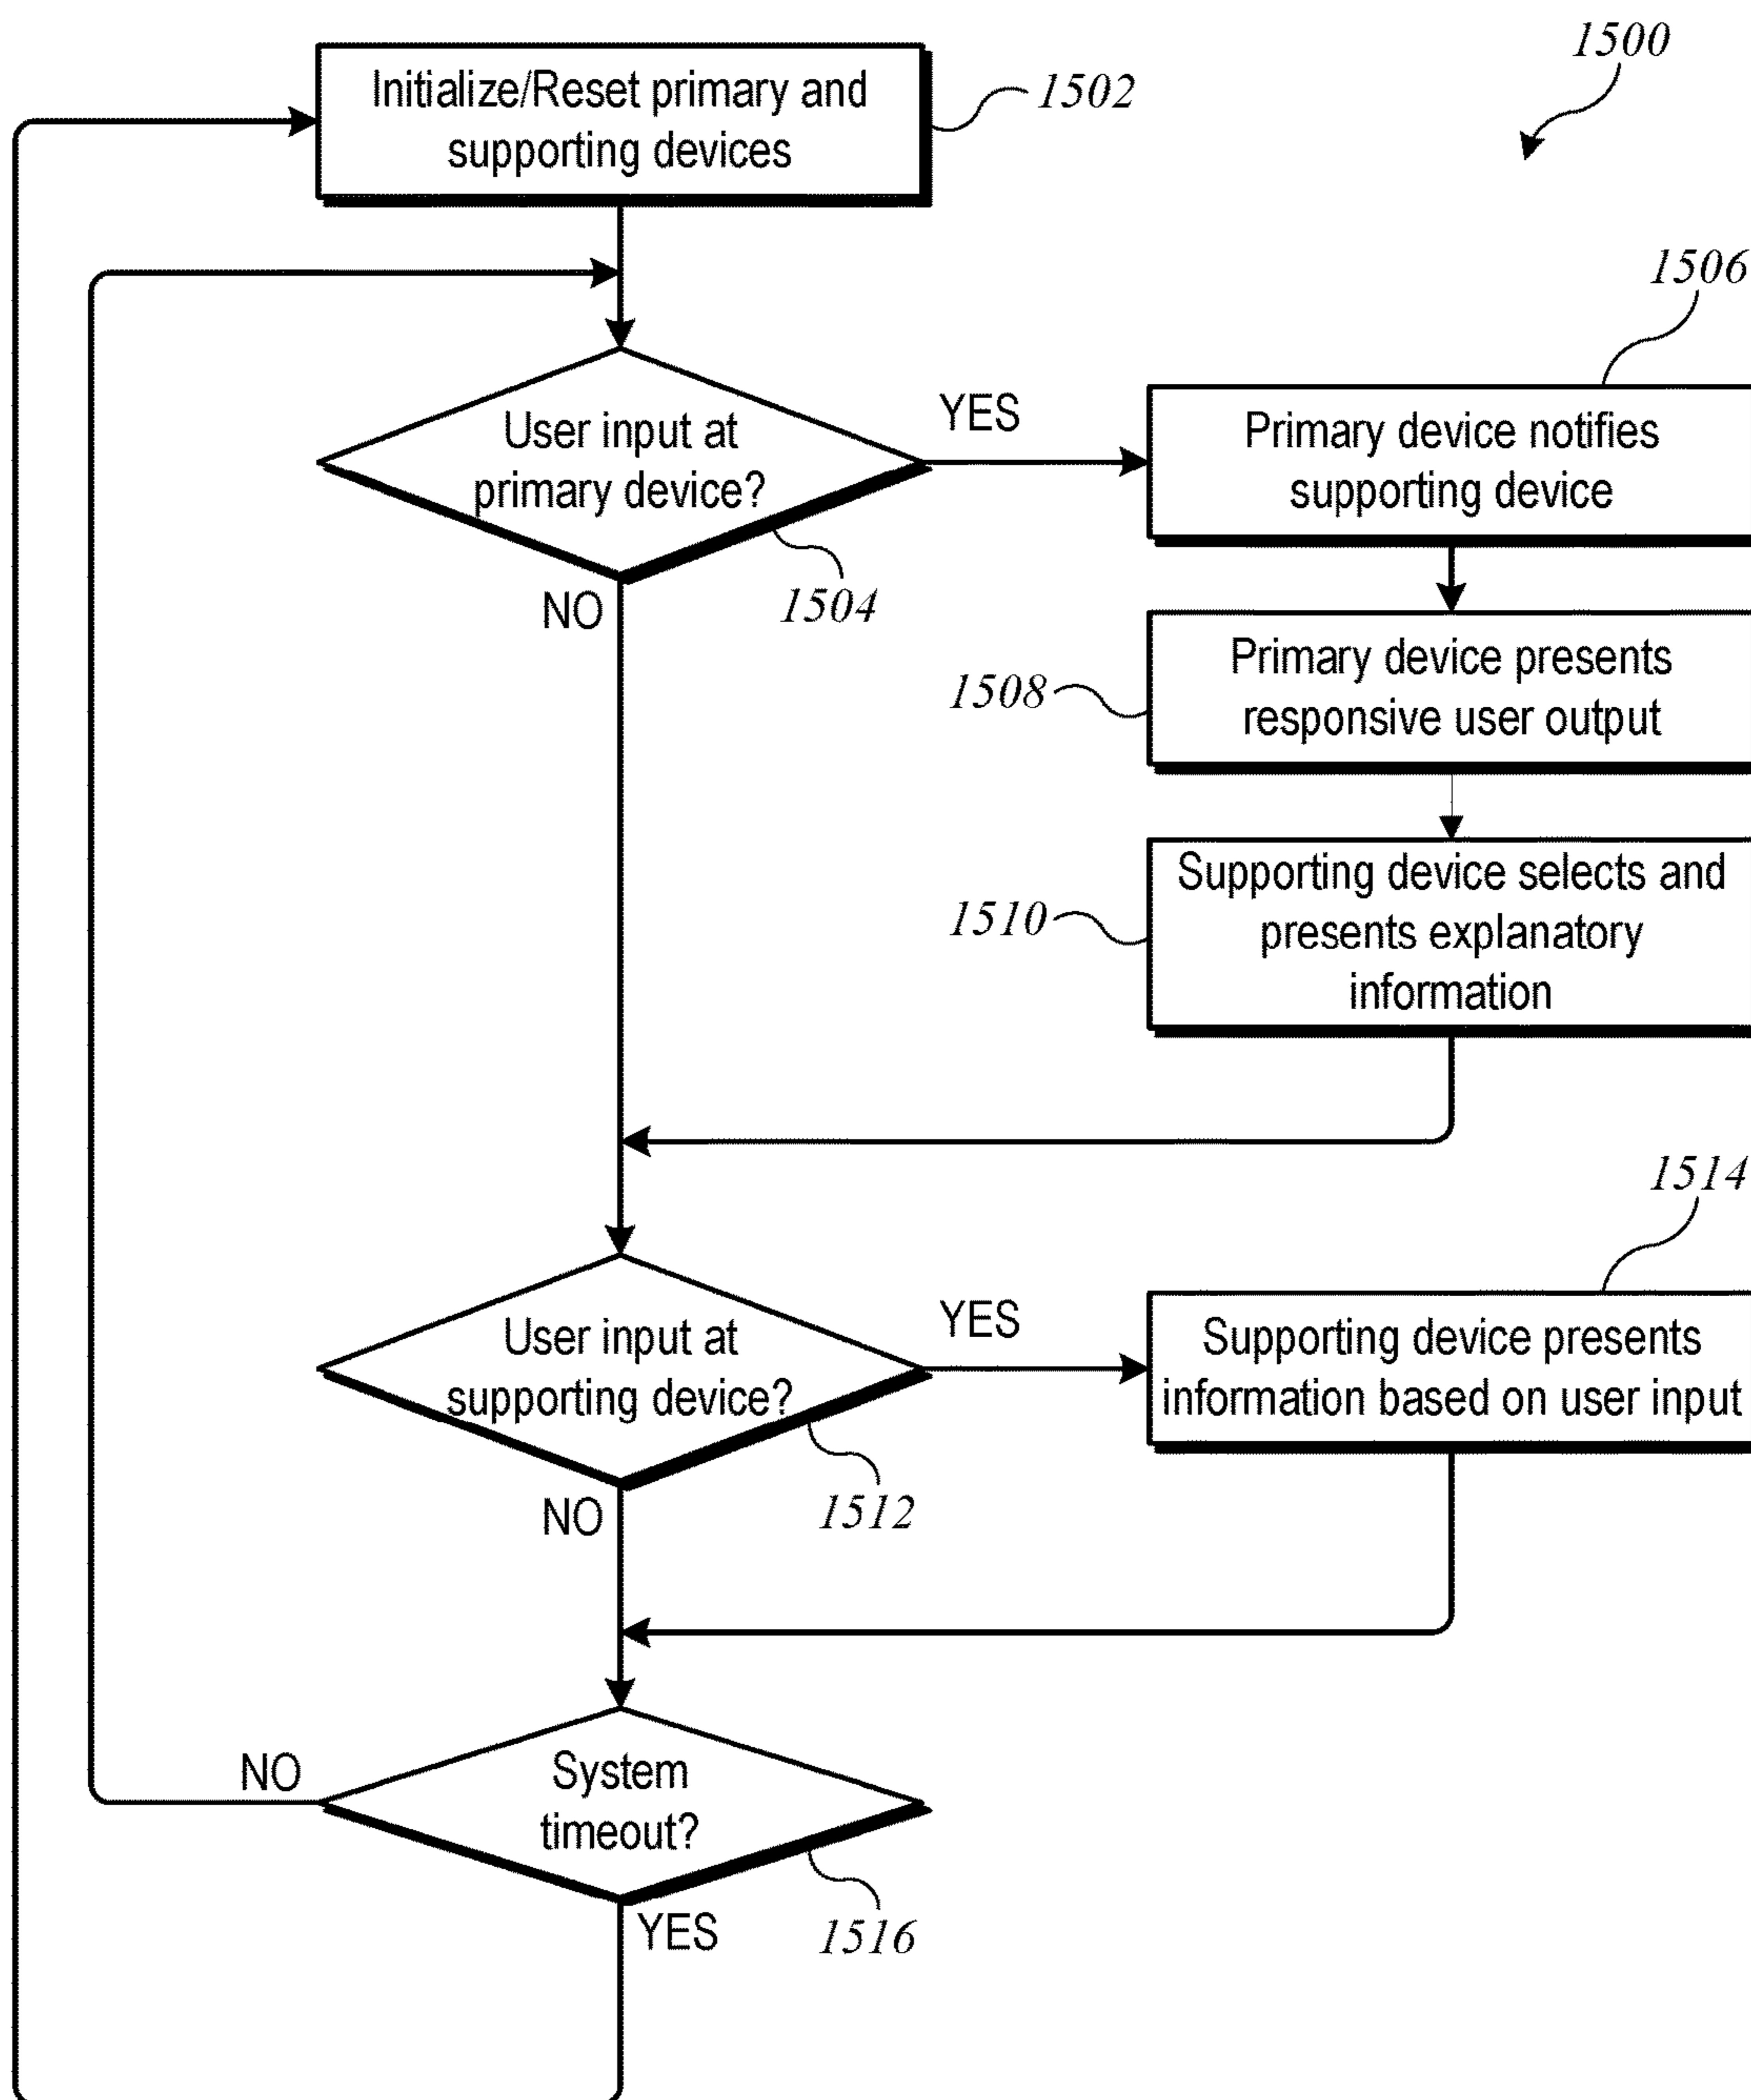 1500
Initialize/Reset primary and
supporting devices
1502
1506
User input at
primary device?
YES
NO
1504
Primary device notifies
supporting device
1508
Primary device presents
responsive user output
1510
Supporting device selects and
presents explanatory
information
1514
User input at
supporting device?
YES
NO
1512
Supporting device presents
information based on user input
NO
System
timeout?
YES
1516